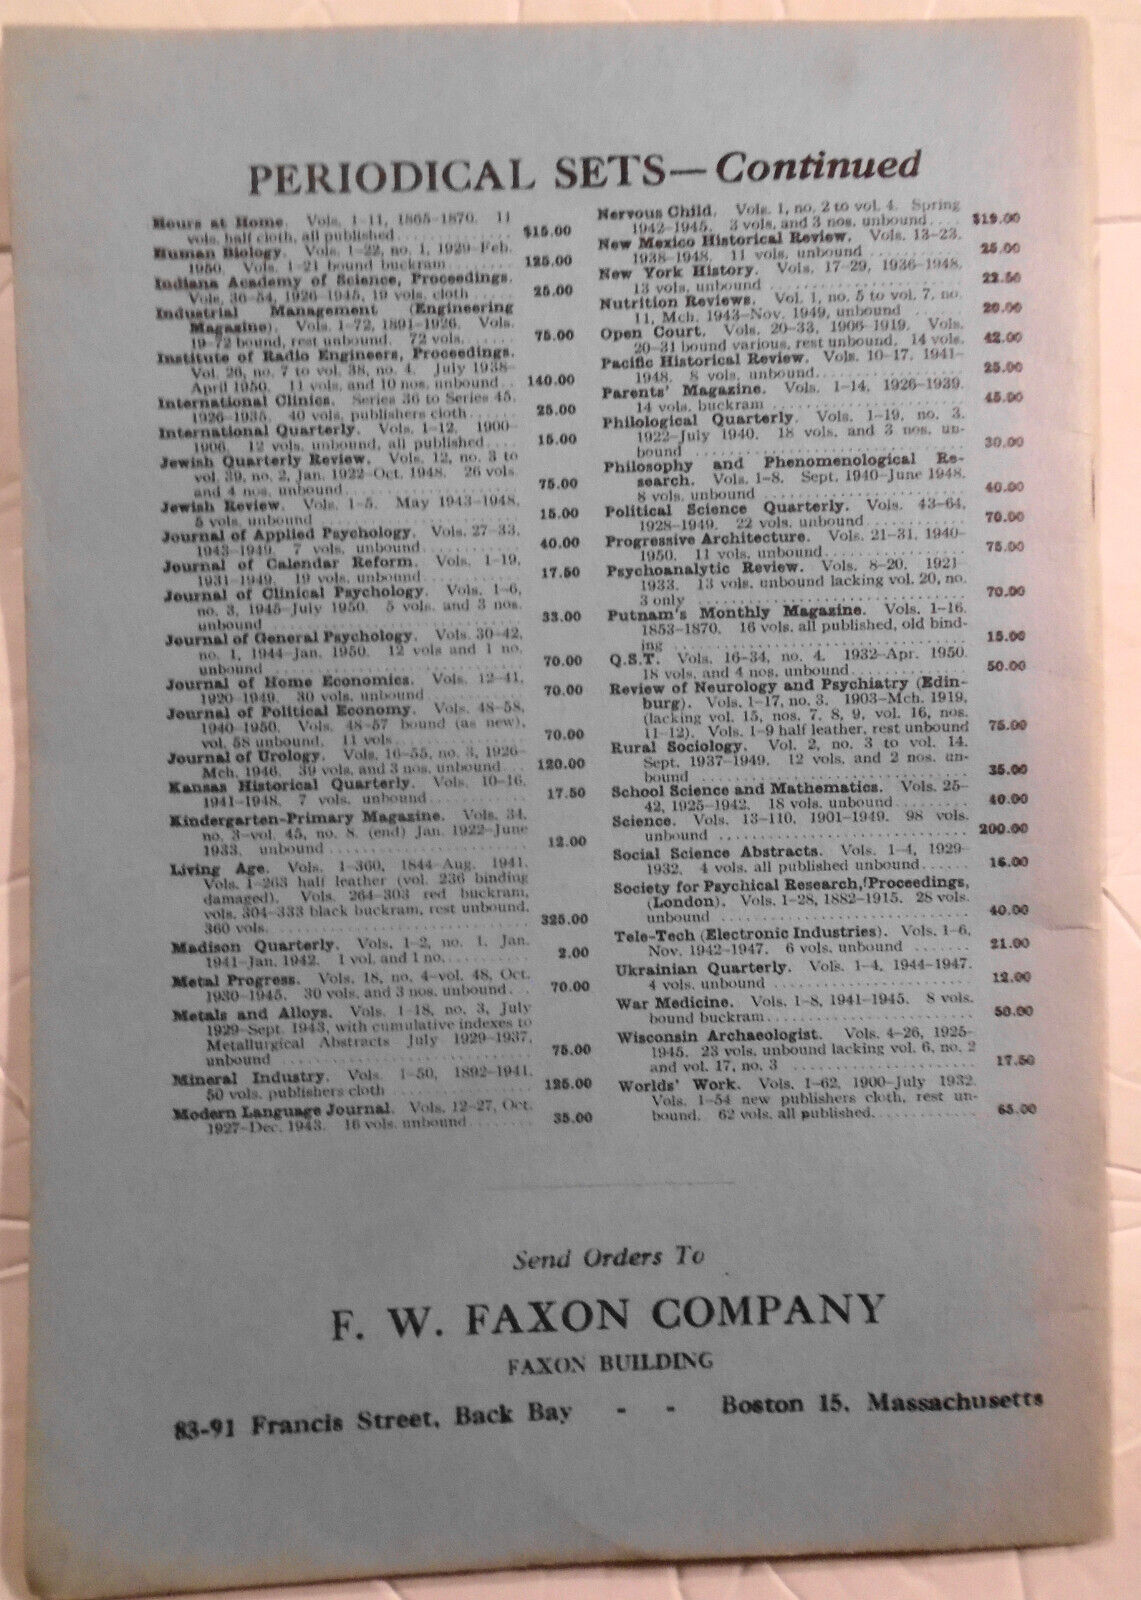 PERIODICAL SETS—Continued
Hours at Home. Vols. 1-11, 1865-1870. 11
vols. half cloth, all published . . . . . . . . . . . $15.00
Human Biology. Vols. 1-22, no. 1, 1929-Feb.
1950. Vols. 1-21 bound buckram . . . . . . . . 125.00
Indiana Academy of Science, Proceedings.
Vols. 36-54, 1926-1945, 19 vols. cloth . . . . . 25.00
Industrial Management (Engineering
Magazine). Vols. 1-72, 1891-1926. Vols.
19-72 bound, rest unbound. 72 vols. . . . . . 75.00
Institute of Radio Engineers, Proceedings.
Vol. 26, no. 7 to vol. 38, no. 4. July 1938-
April 1950. 11 vols. and 10 nos. unbound . . 140.00
International Clinics. Series 36 to Series 45.
1926-1935. 40 vols. publishers cloth . . . . . . 25.00
International Quarterly. Vols. 1-12. 1900-
1906. 12 vols. unbound, all published . . . . 15.00
Jewish Quarterly Review. Vols. 12, no. 3 to
vol. 39, no. 2, Jan. 1922-Oct. 1948. 26 vols.
and 4 nos. unbound . . . . . . . . . . . . . . . . . . 75.00
Jewish Review. Vols. 1-5. May 1943-1948.
5 vols. unbound . . . . . . . . . . . . . . . . . . . . . 15.00
Journal of Applied Psychology. Vols. 27-33,
1943-1949. 7 vols. unbound . . . . . . . . . . . . 40.00
Journal of Calendar Reform. Vols. 1-19,
1931-1949. 19 vols. unbound . . . . . . . . . . . 17.50
Journal of Clinical Psychology. Vols. 1-6,
no. 3, 1945-July 1950. 5 vols. and 3 nos.
unbound . . . . . . . . . . . . . . . . . . . . . . . . . . . 33.00
Journal of General Psychology. Vols. 30-42,
no. 1, 1944-Jan. 1950. 12 vols and 1 no.
unbound . . . . . . . . . . . . . . . . . . . . . . . . . . . 70.00
Journal of Home Economics. Vols. 12-41,
1920-1949. 30 vols. unbound . . . . . . . . . . . 70.00
Journal of Political Economy. Vols. 48-58,
1940-1950. Vols. 48-57 bound (as new),
vol. 58 unbound. 11 vols . . . . . . . . . . . . . . 70.00
Journal of Urology. Vols. 16-55, no. 3, 1926-
Mch. 1946. 39 vols. and 3 nos. unbound . . . 120.00
Kansas Historical Quarterly. Vols. 10-16,
1941-1948. 7 vols. unbound . . . . . . . . . . . . 17.50
Kindergarten-Primary Magazine. Vols. 34,
no. 3-vol. 45, no. 8. (end) Jan. 1922-June
1933. unbound . . . . . . . . . . . . . . . . . . . . . . 12.00
Living Age. Vols. 1-360, 1844-Aug. 1941.
Vols. 1-263 half leather (vol. 236 binding
damaged). Vols. 264-303 red buckram,
vols. 304-333 black buckram, rest unbound.
360 vols. . . . . . . . . . . . . . . . . . . . . . . . . . . . 325.00
Madison Quarterly. Vols. 1-2, no. 1. Jan.
1941-Jan. 1942. 1 vol. and 1 no. . . . . . . . . . 2.00
Metal Progress. Vols. 18, no. 4-vol. 48, Oct.
1930-1945. 30 vols. and 3 nos. unbound . . . 70.00
Metals and Alloys. Vols. 1-18, no. 3, July
1929-Sept. 1943, with cumulative indexes to
Metallurgical Abstracts July 1929-1937,
unbound . . . . . . . . . . . . . . . . . . . . . . . . . . . 75.00
Mineral Industry. Vols. 1-50, 1892-1941.
50 vols. publishers cloth . . . . . . . . . . . . . . 125.00
Modern Language Journal. Vols. 12-27, Oct.
1927-Dec. 1943. 16 vols. unbound . . . . . . . 35.00
Nervous Child. Vols. 1, no. 2 to vol. 4. Spring
1942-1945. 3 vols. and 3 nos. unbound . . . . $19.00
New Mexico Historical Review. Vols. 13-23.
1938-1948. 11 vols. unbound . . . . . . . . . . . 25.00
New York History. Vols. 17-29, 1936-1948.
13 vols. unbound . . . . . . . . . . . . . . . . . . . . 22.50
Nutrition Reviews. Vol. 1, no. 5 to vol. 7, no.
11, Mch. 1943-Nov. 1949, unbound . . . . . . 20.00
Open Court. Vols. 20-33, 1906-1919. Vols.
20-31 bound various, rest unbound. 14 vols. 42.00
Pacific Historical Review. Vols. 10-17. 1941-
1948. 8 vols. unbound . . . . . . . . . . . . . . . . 25.00
Parents' Magazine. Vols. 1-14, 1926-1939.
14 vols. buckram . . . . . . . . . . . . . . . . . . . . 45.00
Philological Quarterly. Vols. 1-19, no. 3.
1922-July 1940. 18 vols. and 3 nos. un-
bound . . . . . . . . . . . . . . . . . . . . . . . . . . . . . 30.00
Philosophy and Phenomenological Re-
search. Vols. 1-8. Sept. 1940-June 1948.
8 vols. unbound . . . . . . . . . . . . . . . . . . . . . 40.00
Political Science Quarterly. Vols. 43-64,
1928-1949. 22 vols. unbound . . . . . . . . . . . 70.00
Progressive Architecture. Vols. 21-31, 1940-
1950. 11 vols. unbound . . . . . . . . . . . . . . . 75.00
Psychoanalytic Review. Vols. 8-20, 1921-
1933. 13 vols. unbound lacking vol. 20, no.
3 only . . . . . . . . . . . . . . . . . . . . . . . . . . . . . 70.00
Putnam's Monthly Magazine. Vols. 1-16.
1853-1870. 16 vols. all published, old bind-
ing . . . . . . . . . . . . . . . . . . . . . . . . . . . . . . . 15.00
Q.S.T. Vols. 16-34, no. 4. 1932-Apr. 1950.
18 vols. and 4 nos. unbound . . . . . . . . . . . . 50.00
Review of Neurology and Psychiatry (Edin-
burg). Vols. 1-17, no. 3. 1903-Mch. 1919,
(lacking vol. 15, nos. 7, 8, 9, vol. 16, nos.
11-12). Vols. 1-9 half leather, rest unbound 75.00
Rural Sociology. Vol. 2, no. 3 to vol. 14.
Sept. 1937-1949. 12 vols. and 2 nos. un-
bound . . . . . . . . . . . . . . . . . . . . . . . . . . . . . 35.00
School Science and Mathematics. Vols. 25-
42, 1925-1942. 18 vols. unbound . . . . . . . . 40.00
Science. Vols. 13-110, 1901-1949. 98 vols.
unbound . . . . . . . . . . . . . . . . . . . . . . . . . . . 200.00
Social Science Abstracts. Vols. 1-4, 1929-
1932. 4 vols. all published unbound . . . . . . 16.00
Society for Psychical Research, Proceedings,
(London). Vols. 1-28, 1882-1915. 28 vols.
unbound . . . . . . . . . . . . . . . . . . . . . . . . . . . 40.00
Tele-Tech (Electronic Industries). Vols. 1-6,
Nov. 1942-1947. 6 vols. unbound . . . . . . . . 21.00
Ukrainian Quarterly. Vols. 1-4, 1944-1947.
4 vols. unbound . . . . . . . . . . . . . . . . . . . . . 12.00
War Medicine. Vols. 1-8, 1941-1945. 8 vols.
bound buckram . . . . . . . . . . . . . . . . . . . . . 50.00
Wisconsin Archaeologist. Vols. 4-26, 1925-
1945. 23 vols. unbound lacking vol. 6, no. 2
and vol. 17, no. 3 . . . . . . . . . . . . . . . . . . . . 17.50
Worlds' Work. Vols. 1-62, 1900-July 1932.
Vols. 1-54 new publishers cloth, rest un-
bound. 62 vols. all published . . . . . . . . . . . 65.00
Send Orders To
F. W. FAXON COMPANY
FAXON BUILDING
83-91 Francis Street, Back Bay - - Boston 15, Massachusetts